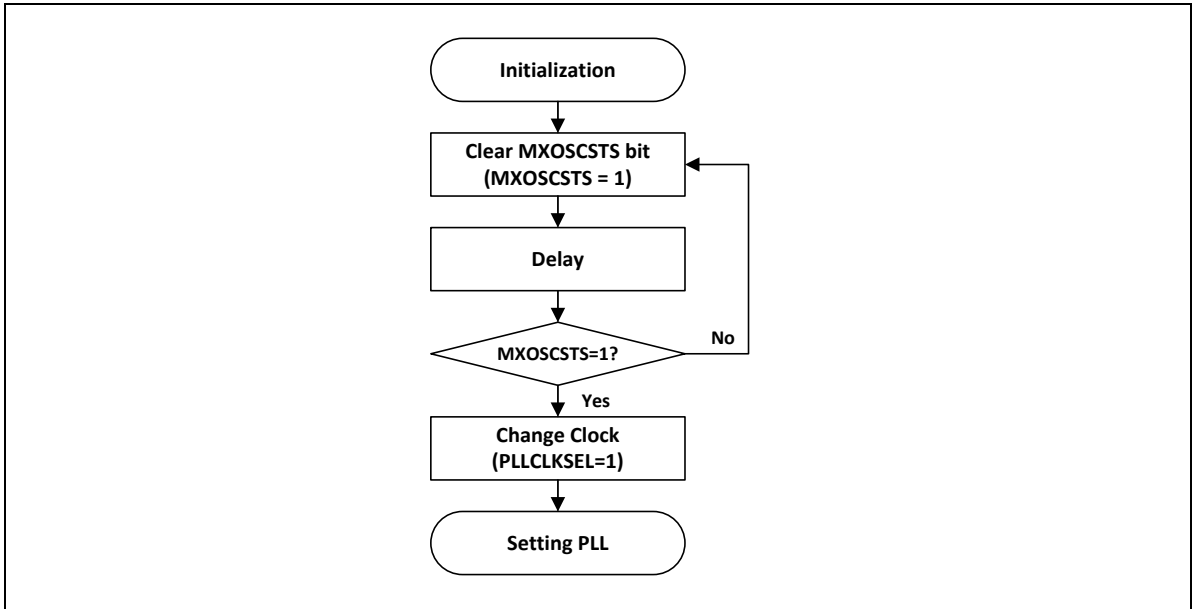 Initialization
Clear MXOSCSTS bit
(MXOSCSTS = 1)
Delay
MXOSCSTS=1?
No
Yes
Change Clock
(PLLCLKSEL=1)
Setting PLL